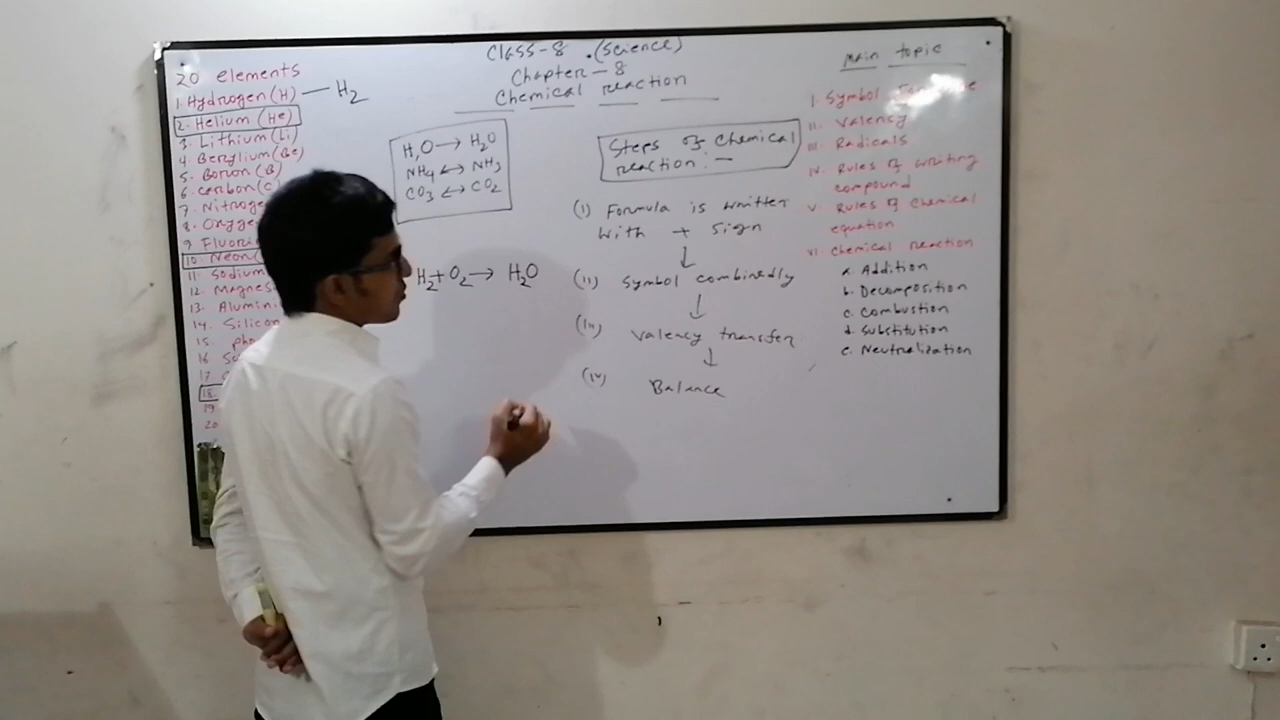 Class-8 .(Science)
Chapter-8
Chemical reaction
20 elements
1. Hydrogen (H) — H2
2. Helium (He)
3. Lithium (Li)
4. Berylium (Be)
5. Boron (B)
6. Carbon (C
7. Nitroge
8. Oxyge
9 Fluori
10. Neon (
11. Sodium
12. Magnes
13. Alumin
14. Silicon
15. pho
16
17.
18.
19
20
H,O → H2O
NH4 ↔ NH3
CO3 ↔ CO2
H2+O2 → H2O
Steps of Chemical
reaction:—
(i) Formula is written
with + sign
↓
(ii) Symbol combinedly
↓
(iii) Valency transfer
↓
(iv) Balance
Main topic
I. Symbol
II. Valency
III. Radicals
IV. Rules of writing
compound
V. Rules of Chemical
equation
VI. Chemical reaction
a. Addition
b. Decomposition
c. Combustion
d. Substitution
e. Neutralization